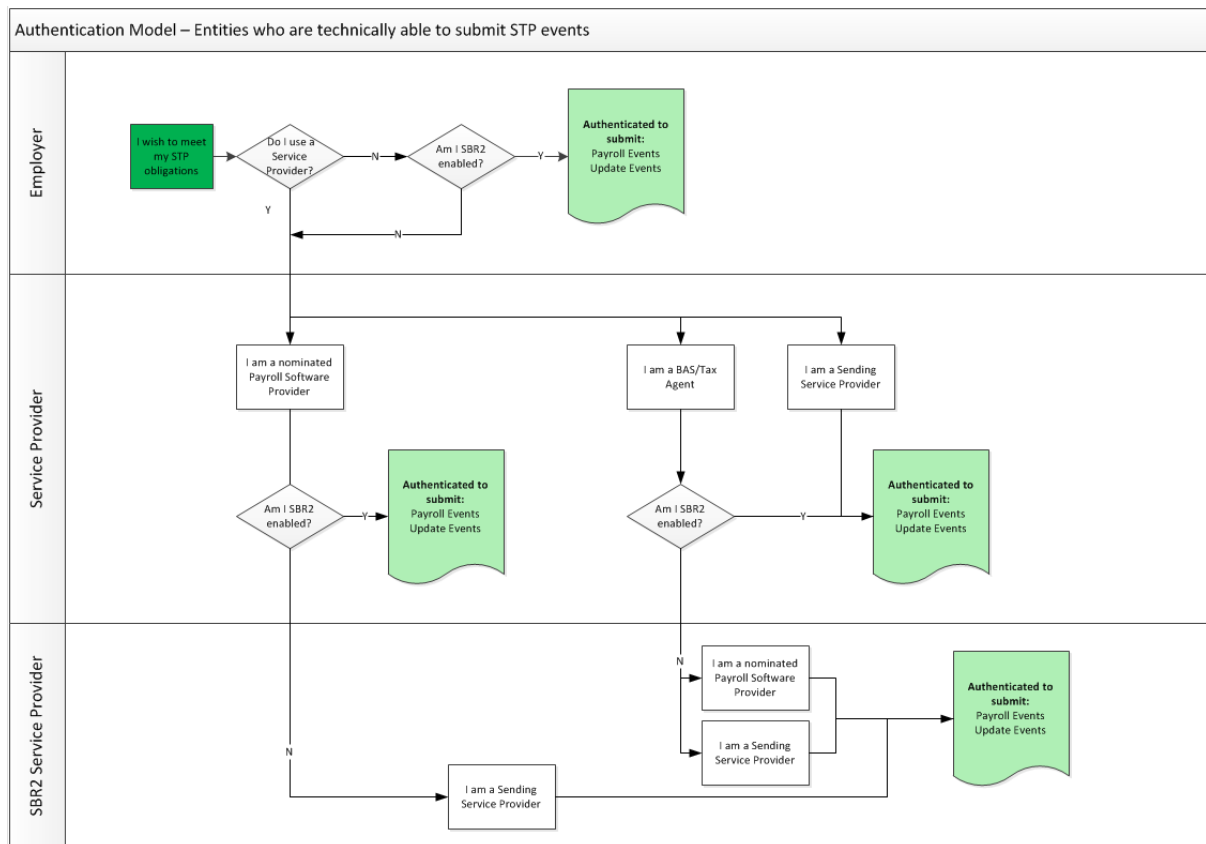 Authentication Model – Entities who are technically able to submit STP events
Employer
I wish to meet
my STP
obligations
Do I use a
Service
Provider?
N
Am I SBR2
enabled?
Y
Authenticated to
submit:
Payroll Events
Update Events
Y
N
Service Provider
I am a nominated
Payroll Software
Provider
I am a BAS/Tax
Agent
I am a Sending
Service Provider
Am I SBR2
enabled?
Y
Authenticated to
submit:
Payroll Events
Update Events
Am I SBR2
enabled?
Y
Authenticated to
submit:
Payroll Events
Update Events
SBR2 Service Provider
N
I am a nominated
Payroll Software
Provider
I am a Sending
Service Provider
Authenticated to
submit:
Payroll Events
Update Events
N
I am a Sending
Service Provider